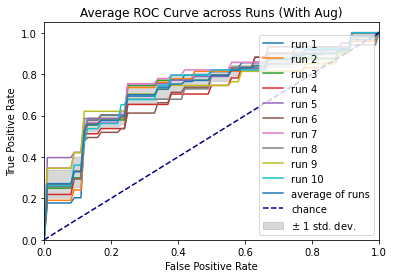 Average ROC Curve across Runs (With Aug)
True Positive Rate
1.0
0.8
0.6
0.4
0.2
0.0
run 1
run 2
run 3
run 4
run 5
run 6
run 7
run 8
run 9
run 10
average of runs
chance
± 1 std. dev.
0.0 0.2 0.4 0.6 0.8 1.0
False Positive Rate